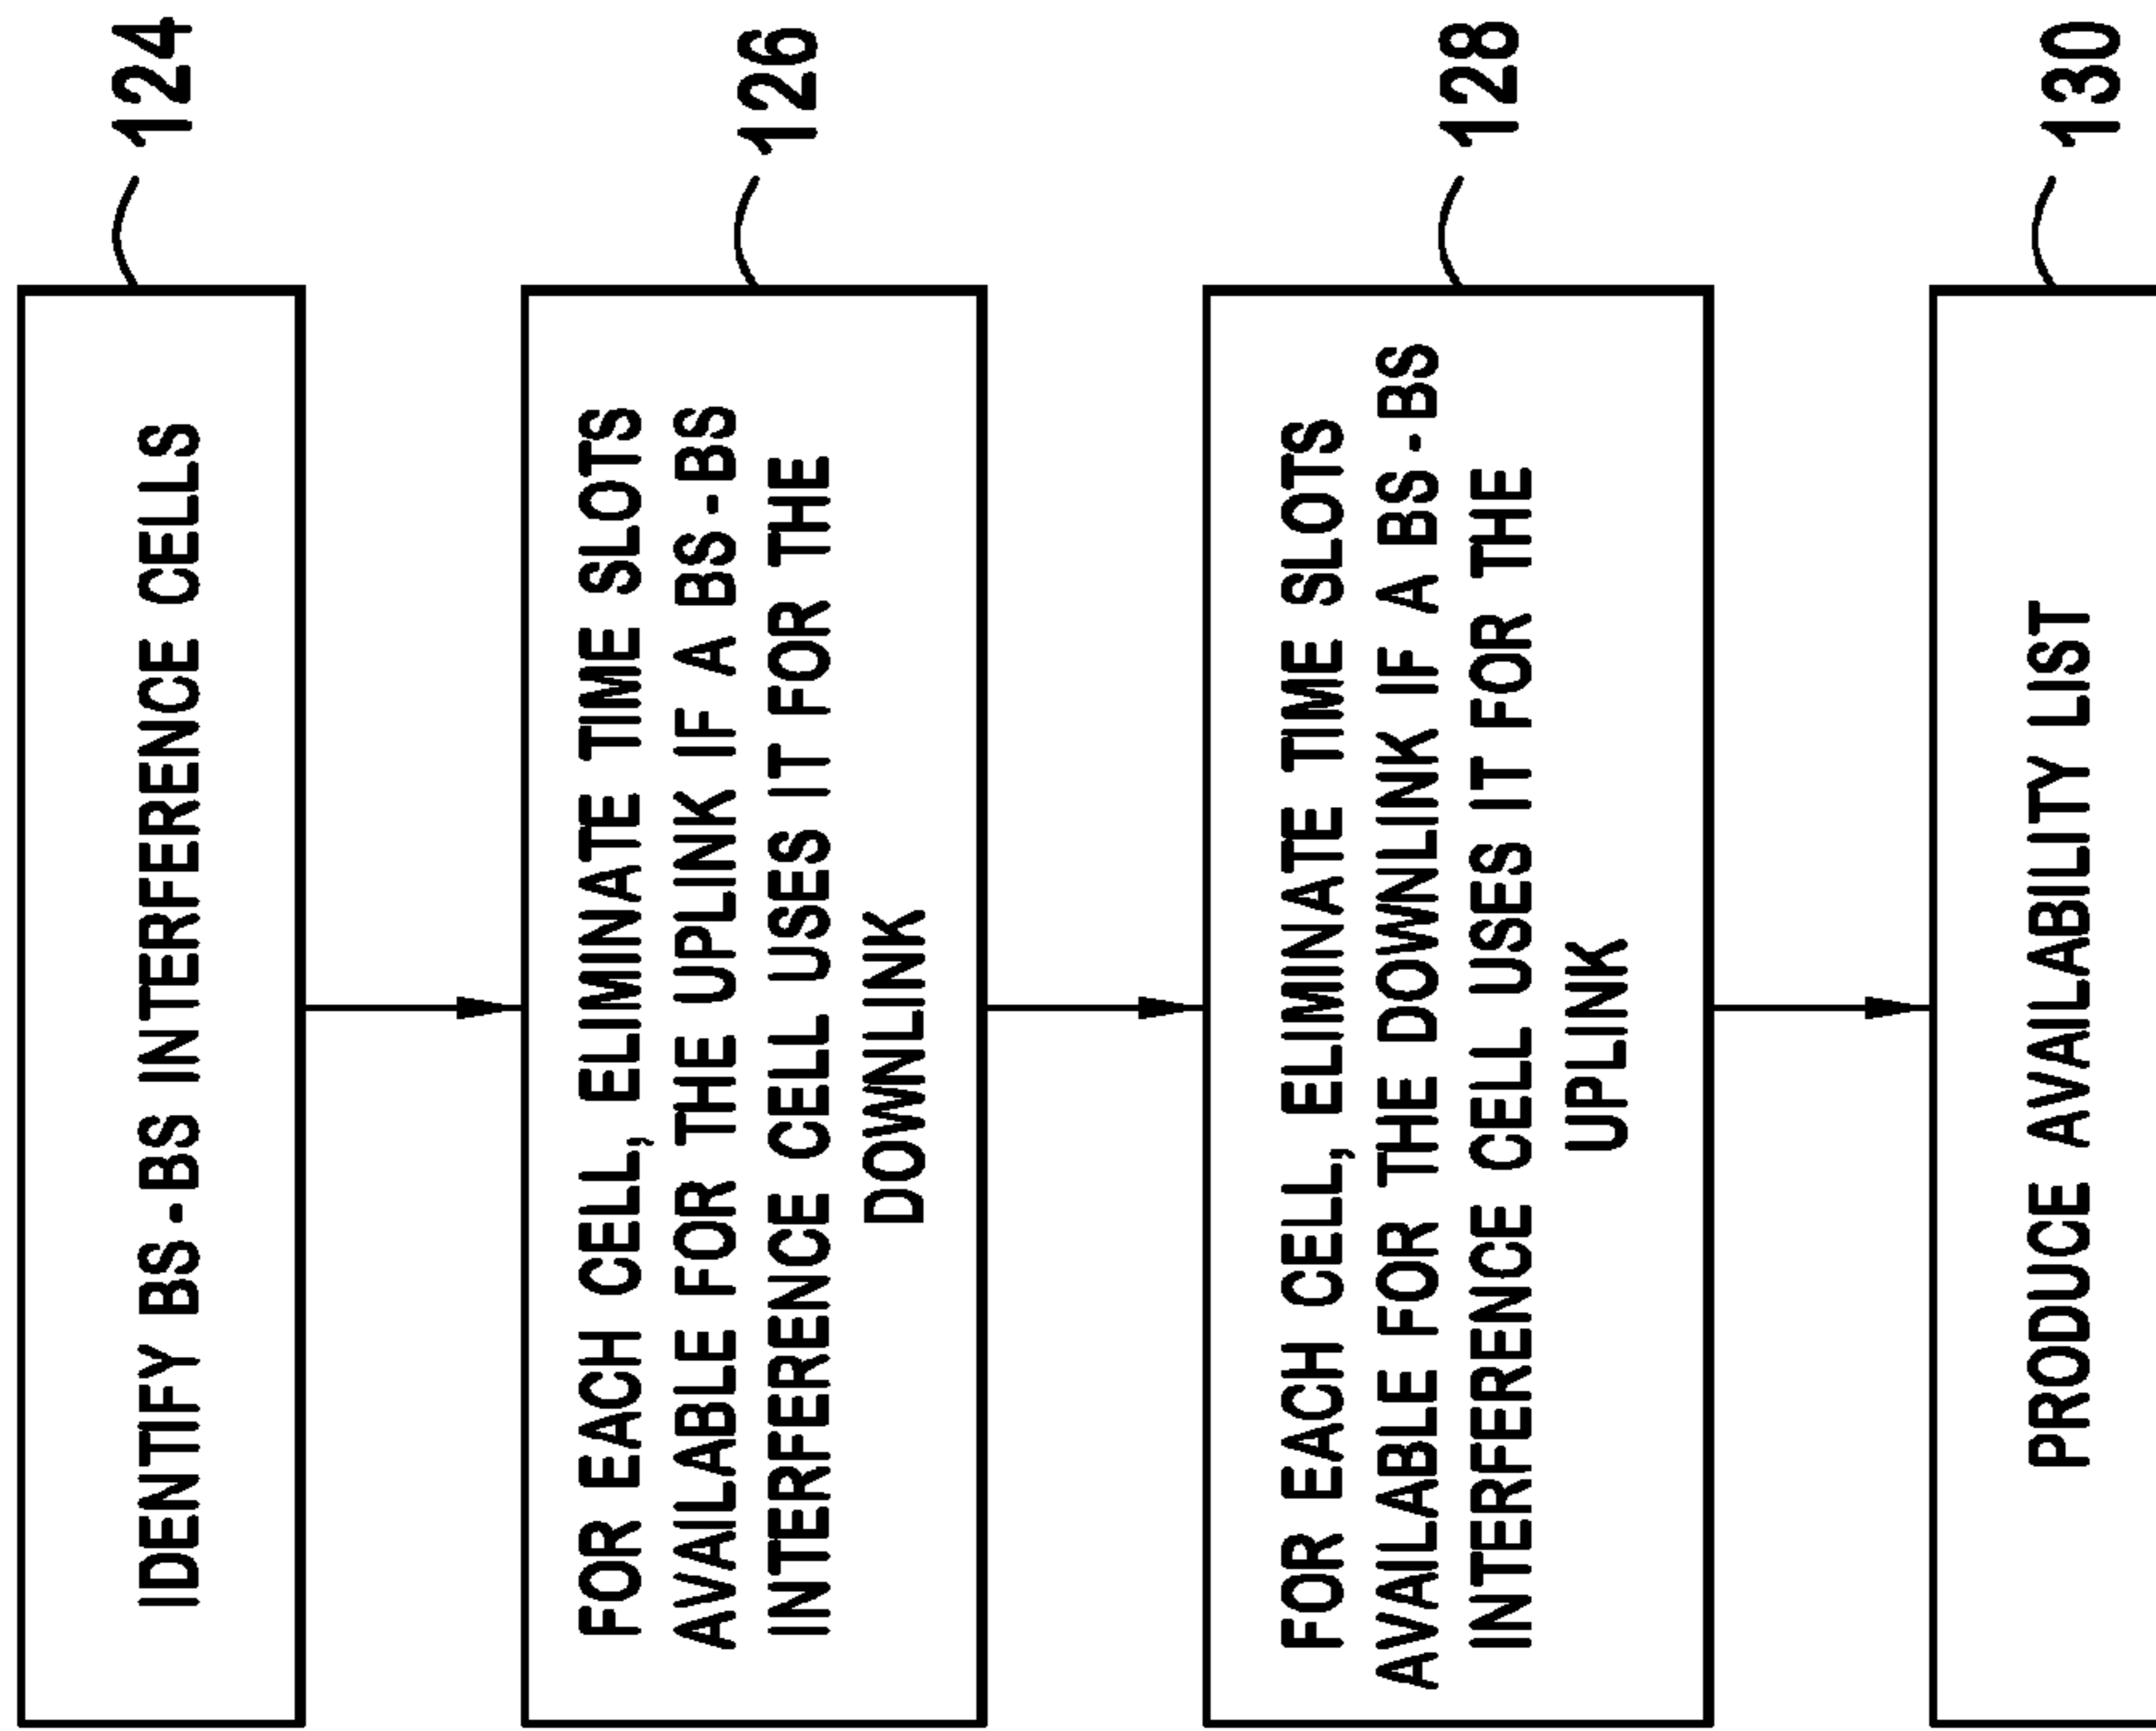 IDENTIFY BS-BS INTERFERENCE CELLS
124
FOR EACH CELL, ELIMINATE TIME SLOTS
AVAILABLE FOR THE UPLINK IF A BS-BS
INTERFERENCE CELL USES IT FOR THE
DOWNLINK
126
FOR EACH CELL, ELIMINATE TIME SLOTS
AVAILABLE FOR THE DOWNLINK IF A BS-BS
INTERFERENCE CELL USES IT FOR THE
UPLINK
128
PRODUCE AVAILABILITY LIST
130